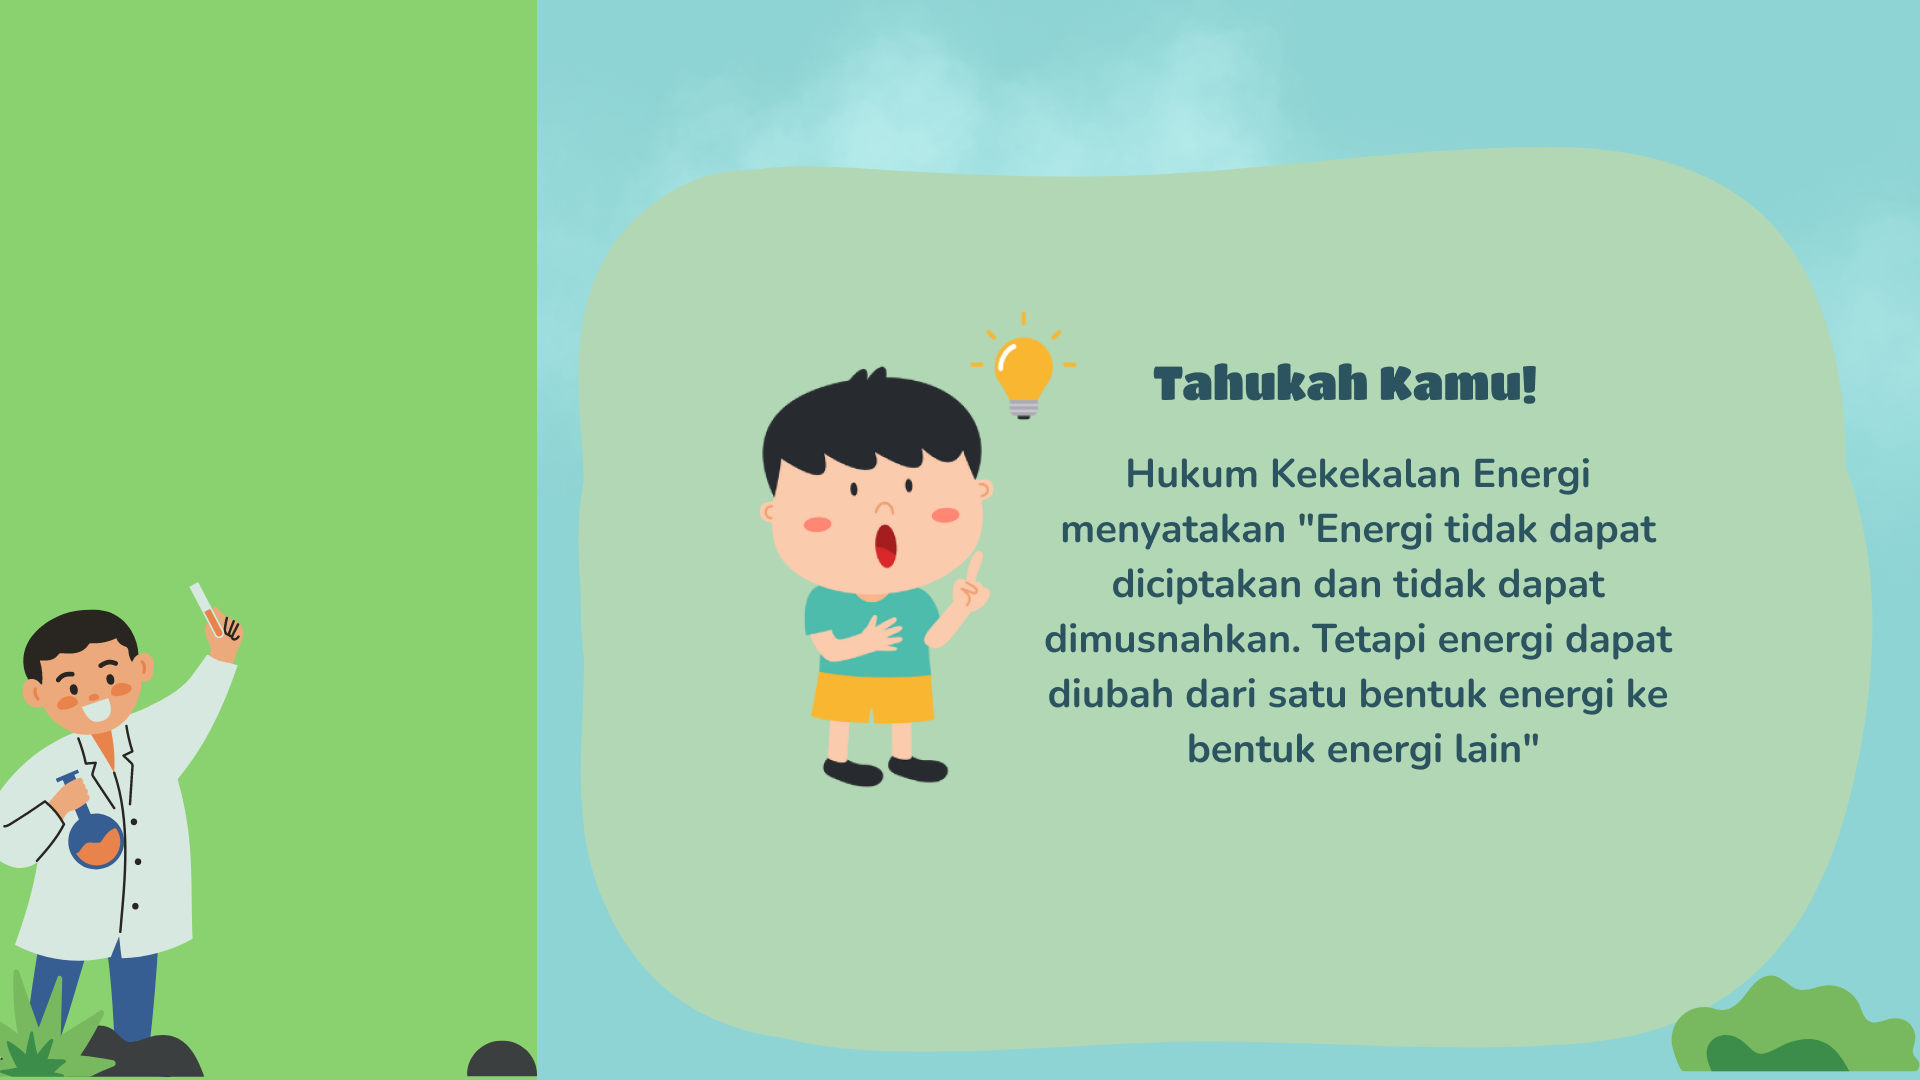 Tahukah Kamu!
Hukum Kekekalan Energi
menyatakan "Energi tidak dapat
diciptakan dan tidak dapat
dimusnahkan. Tetapi energi dapat
diubah dari satu bentuk energi ke
bentuk energi lain"